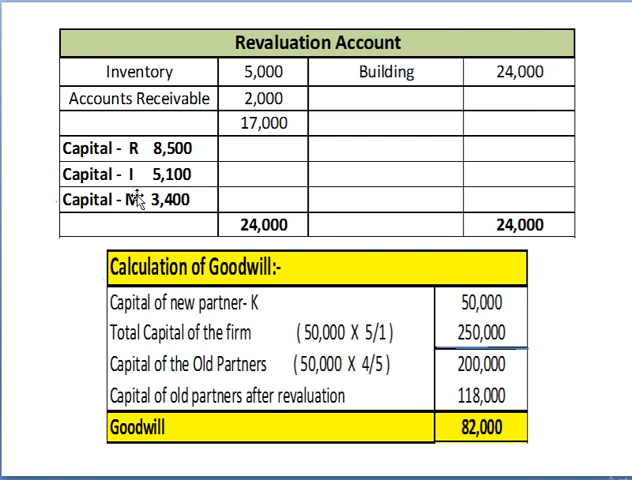 Revaluation Account
Inventory 5,000 Building 24,000
Accounts Receivable 2,000
17,000
Capital - R 8,500
Capital - I 5,100
Capital - M 3,400
24,000 24,000
Calculation of Goodwill:-
Capital of new partner- K 50,000
Total Capital of the firm (50,000 X 5/1) 250,000
Capital of the Old Partners (50,000 X 4/5) 200,000
Capital of old partners after revaluation 118,000
Goodwill 82,000